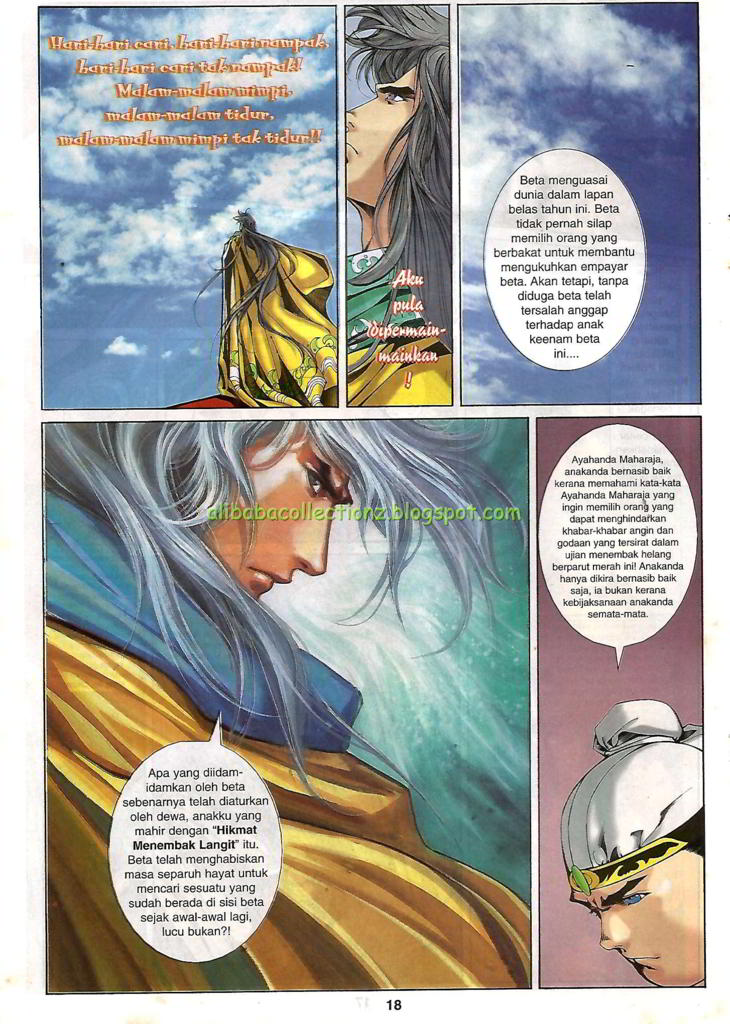 Hari-hari cari, hari-hari nampak,
hari-hari cari tak nampak!
Malam-malam mimpi,
malam-malam tidur,
malam-malam mimpi tak tidur!!
Aku
pula
dipermain-
mainkan
!
Beta menguasai
dunia dalam lapan
belas tahun ini. Beta
tidak pernah silap
memilih orang yang
berbakat untuk membantu
mengukuhkan empayar
beta. Akan tetapi, tanpa
diduga beta telah
tersalah anggap
terhadap anak
keenam beta
ini....
alibabacollectionz.blogspot.com
Apa yang diidam-
idamkan oleh beta
sebenarnya telah diaturkan
oleh dewa, anakku yang
mahir dengan “Hikmat
Menembak Langit” itu.
Beta telah menghabiskan
masa separuh hayat untuk
mencari sesuatu yang
sudah berada di sisi beta
sejak awal-awal lagi,
lucu bukan?!
Ayahanda Maharaja,
anakanda bernasib baik
kerana memahami kata-kata
Ayahanda Maharaja yang
ingin memilih orang yang
dapat menghindarkan
khabar-khabar angin dan
godaan yang tersirat dalam
ujian menembak helang
berparut merah ini! Anakanda
hanya dikira bernasib baik
saja, ia bukan kerana
kebijaksanaan anakanda
semata-mata.
18